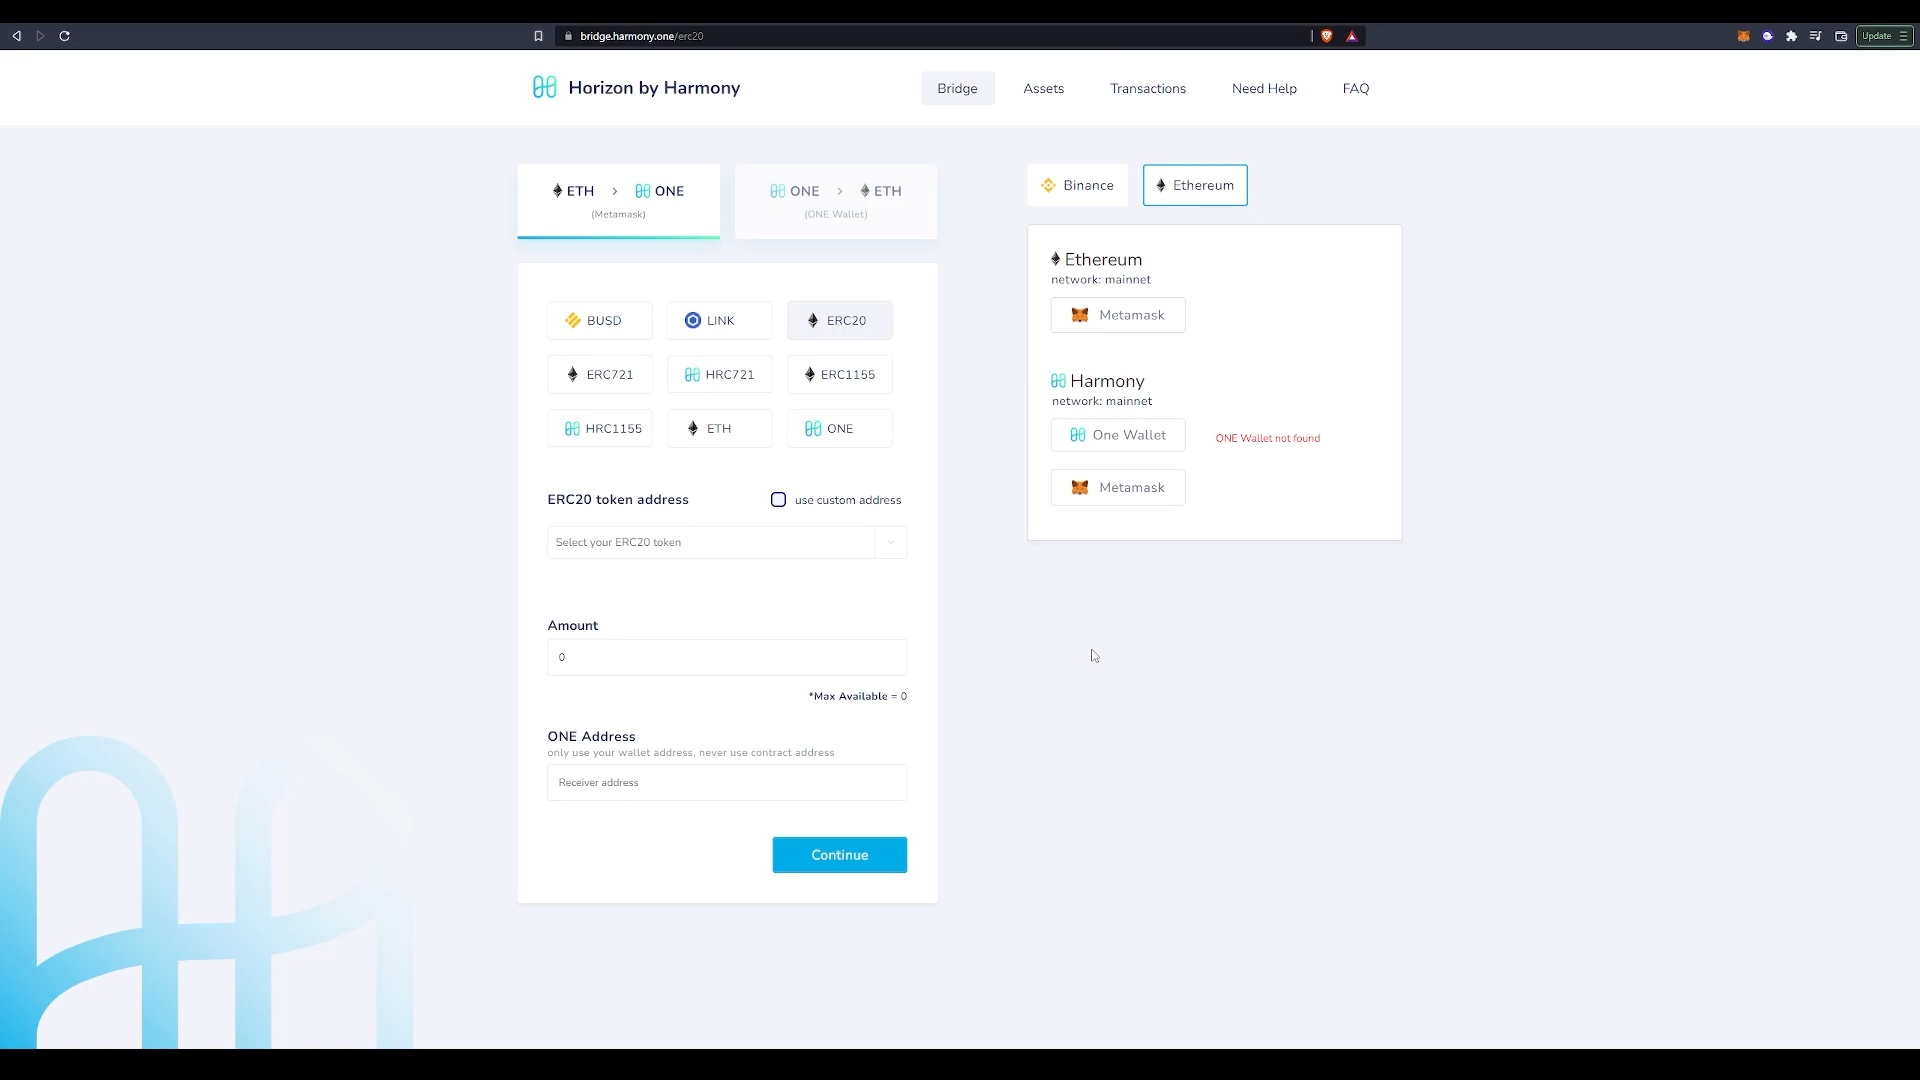 bridge.harmony.one/erc20
Update
Horizon by Harmony
Bridge
Assets
Transactions
Need Help
FAQ
ETH > ONE
(Metamask)
ONE > ETH
(ONE Wallet)
BUSD
LINK
ERC20
ERC721
HRC721
ERC1155
HRC1155
ETH
ONE
ERC20 token address
use custom address
Select your ERC20 token
Amount
0
*Max Available = 0
ONE Address
only use your wallet address, never use contract address
Receiver address
Continue
Binance
Ethereum
Ethereum
network: mainnet
Metamask
Harmony
network: mainnet
One Wallet
ONE Wallet not found
Metamask